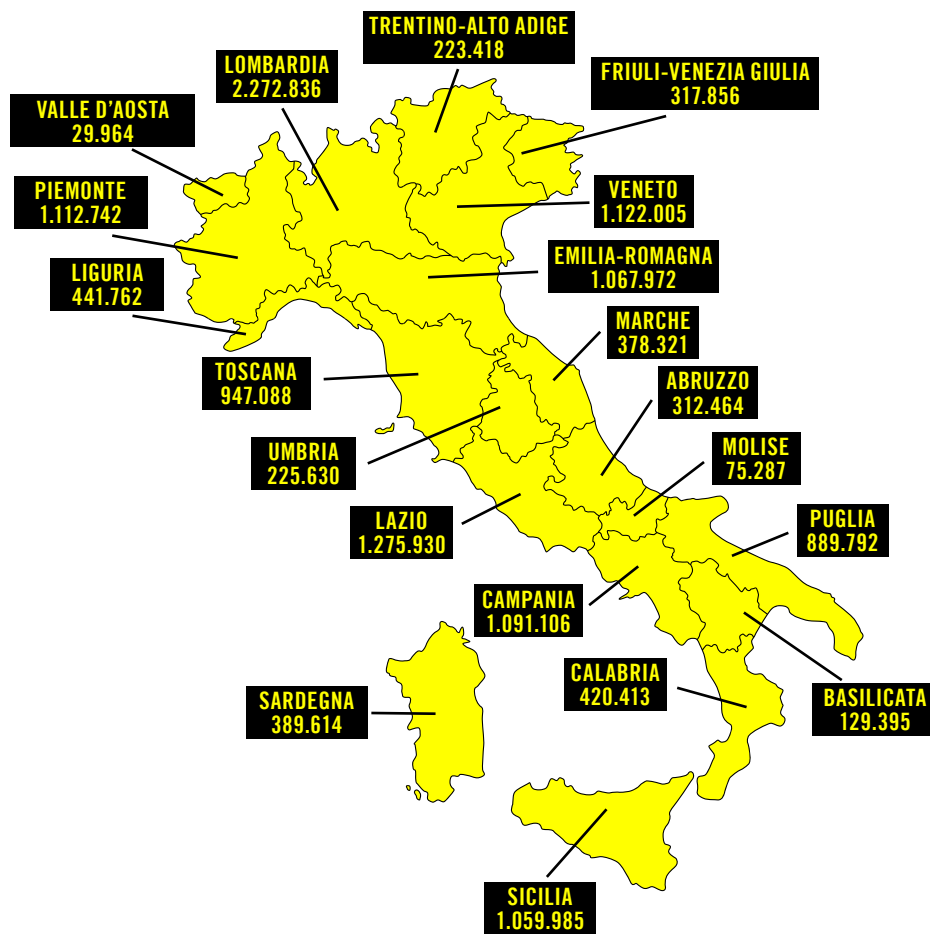 TRENTINO-ALTO ADIGE
223.418
LOMBARDIA
2.272.836
FRIULI-VENEZIA GIULIA
317.856
VALLE D'AOSTA
29.964
PIEMONTE
1.112.742
VENETO
1.122.005
EMILIA-ROMAGNA
1.067.972
LIGURIA
441.762
MARCHE
378.321
TOSCANA
947.088
ABRUZZO
312.464
UMBRIA
225.630
MOLISE
75.287
LAZIO
1.275.930
PUGLIA
889.792
CAMPANIA
1.091.106
CALABRIA
420.413
SARDEGNA
389.614
BASILICATA
129.395
SICILIA
1.059.985